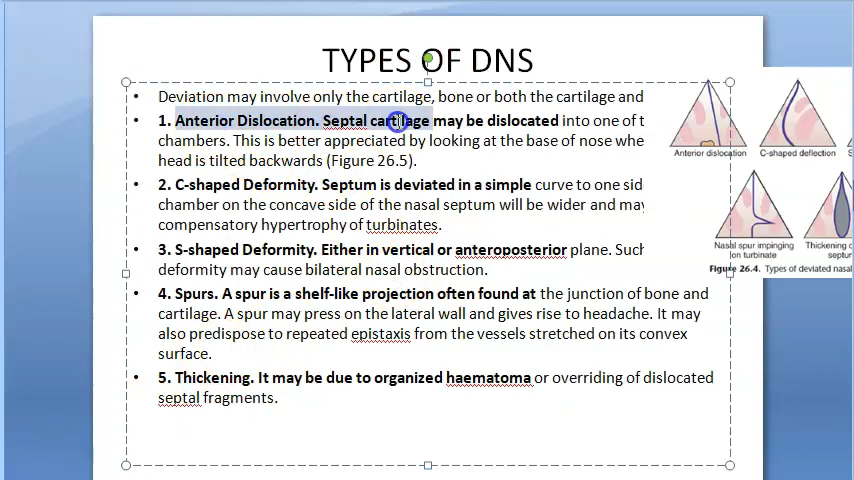 TYPES OF DNS
• Deviation may involve only the cartilage, bone or both the cartilage and
• 1. Anterior Dislocation. Septal cartilage may be dislocated into one of t
chambers. This is better appreciated by looking at the base of nose whe
head is tilted backwards (Figure 26.5).
• 2. C-shaped Deformity. Septum is deviated in a simple curve to one sid
chamber on the concave side of the nasal septum will be wider and may
compensatory hypertrophy of turbinates.
• 3. S-shaped Deformity. Either in vertical or anteroposterior plane. Such
deformity may cause bilateral nasal obstruction.
• 4. Spurs. A spur is a shelf-like projection often found at the junction of bone and
cartilage. A spur may press on the lateral wall and gives rise to headache. It may
also predispose to repeated epistaxis from the vessels stretched on its convex
surface.
• 5. Thickening. It may be due to organized haematoma or overriding of dislocated
septal fragments.
Anterior dislocation
C-shaped deflection
Nasal spur impinging
on turbinate
Thickening o
septur
Figure 26.4. Types of deviated nasal